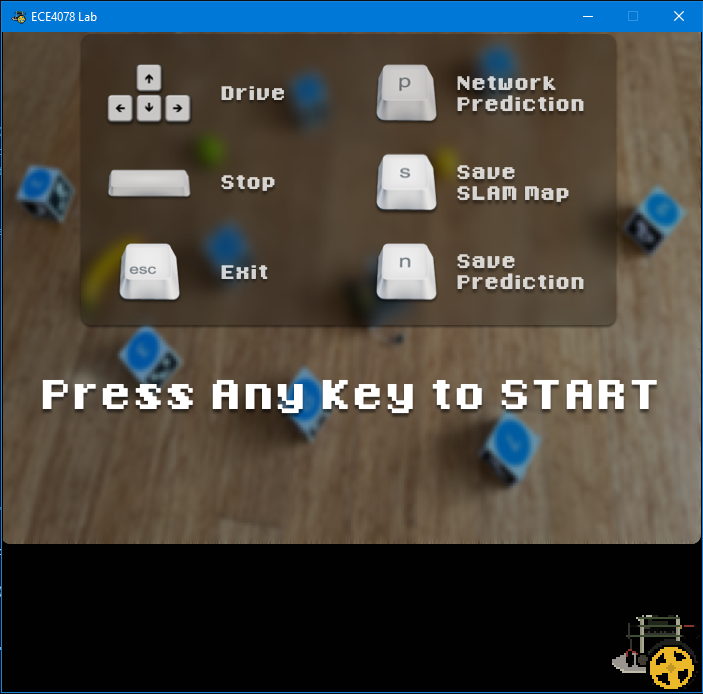 ECE4078 Lab
Drive
p
Network
Prediction
Stop
s
Save
SLAM Map
esc
Exit
n
Save
Prediction
Press Any Key to START